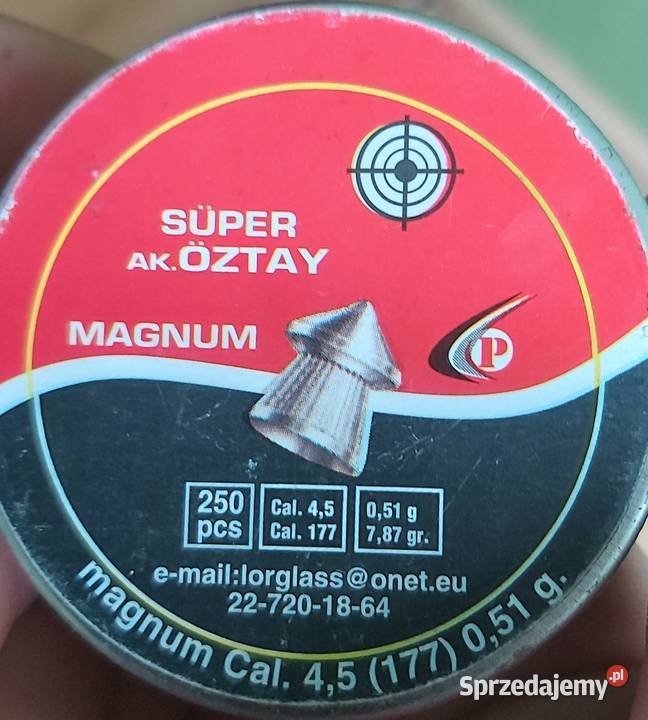 SÜPER
AK.ÖZTAY
MAGNUM
P
250
pcs
Cal. 4,5
Cal. 177
0,51 g
7,87 gr.
e-mail:lorglass@onet.eu
22-720-18-64
magnum Cal. 4,5 (177) 0,51 g.
Sprzedajemy.pl